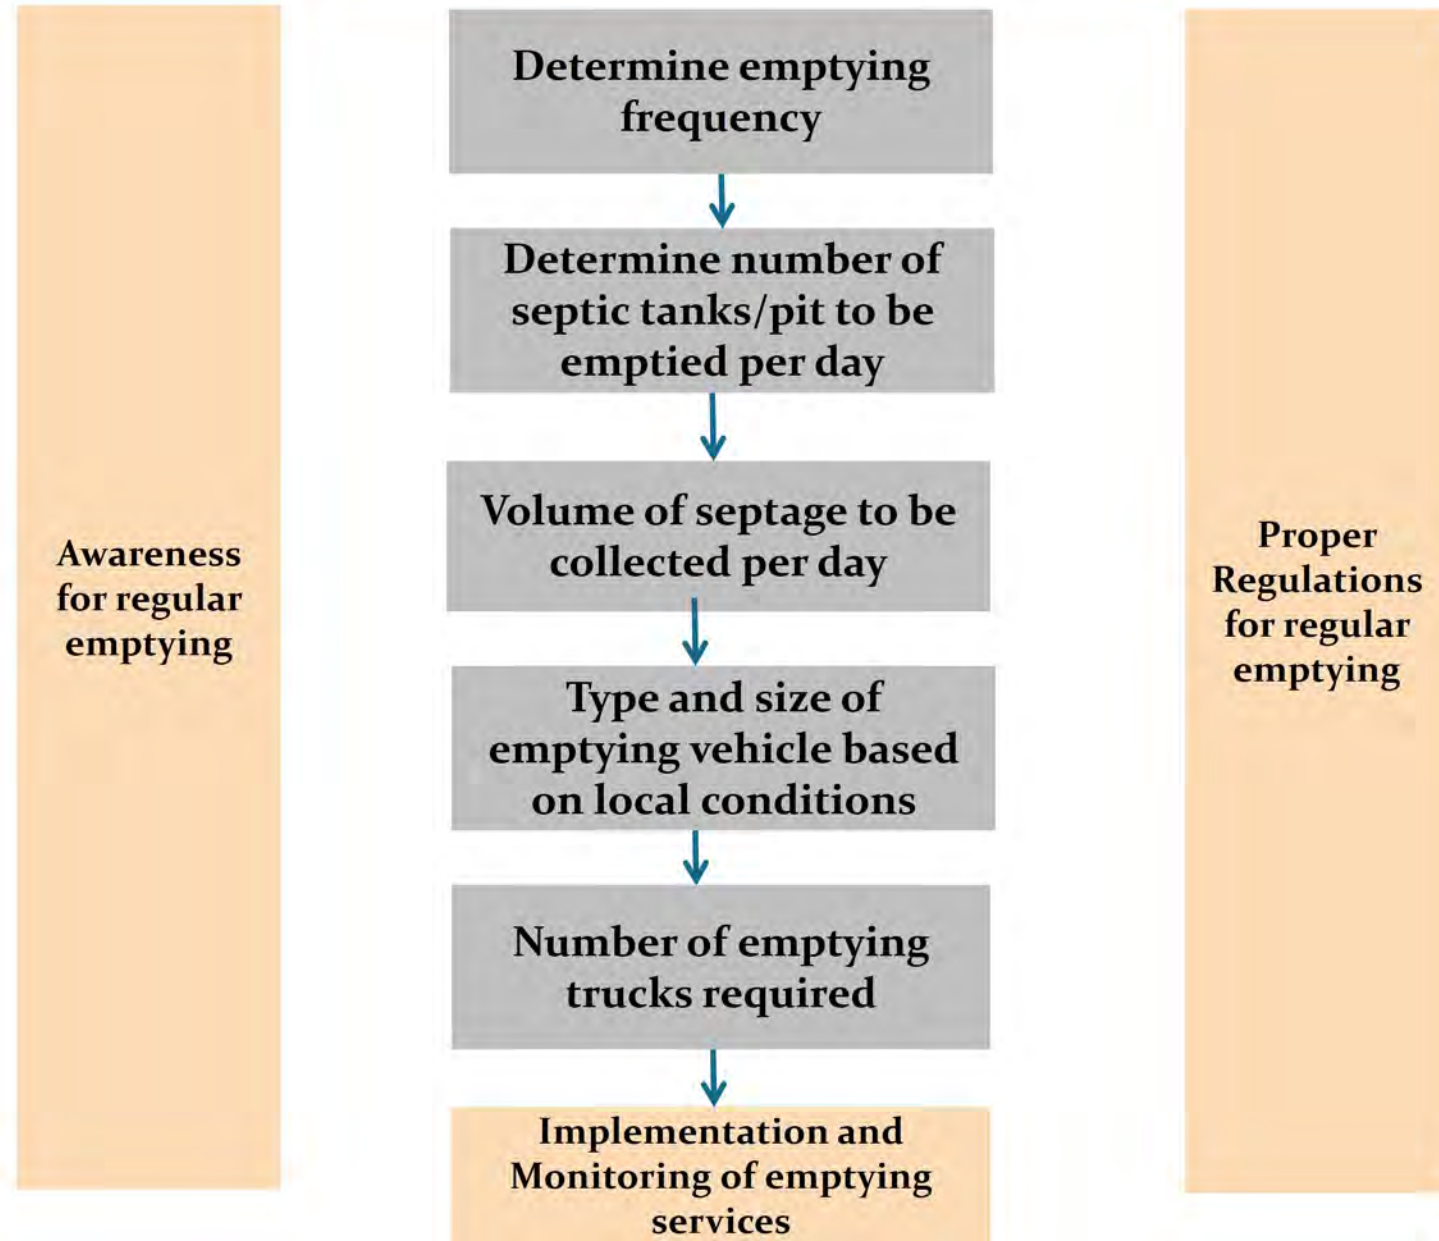 Awareness
for regular
emptying
Determine emptying
frequency
Determine number of
septic tanks/pit to be
emptied per day
Volume of septage to be
collected per day
Type and size of
emptying vehicle based
on local conditions
Number of emptying
trucks required
Implementation and
Monitoring of emptying
services
Proper
Regulations
for regular
emptying